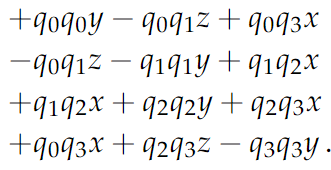 +q₀q₀y − q₀q₁z + q₀q₃x
−q₀q₁z − q₁q₁y + q₁q₂x
+q₁q₂x + q₂q₂y + q₂q₃x
+q₀q₃x + q₂q₃z − q₃q₃y .